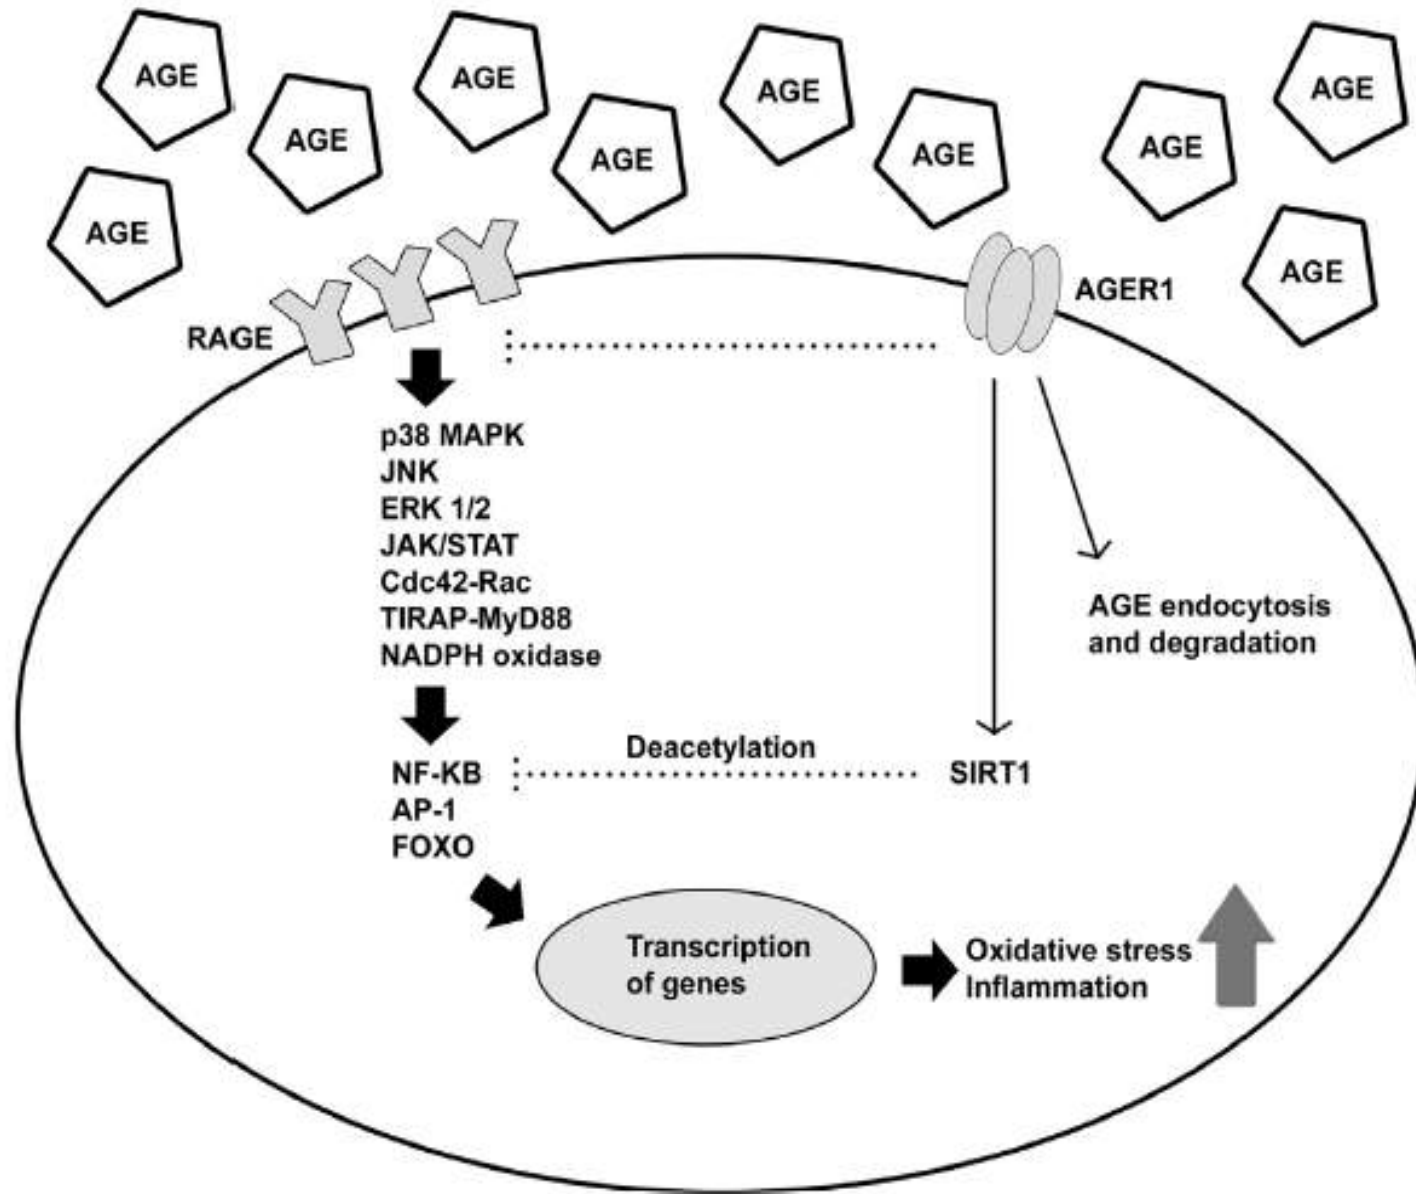 AGE
AGE
AGE
AGE
AGE
AGE
AGE
AGE
AGE
AGE
RAGE
AGER1
p38 MAPK
JNK
ERK 1/2
JAK/STAT
Cdc42-Rac
TIRAP-MyD88
NADPH oxidase
AGE endocytosis
and degradation
Deacetylation
NF-KB
AP-1
FOXO
SIRT1
Transcription
of genes
Oxidative stress
Inflammation